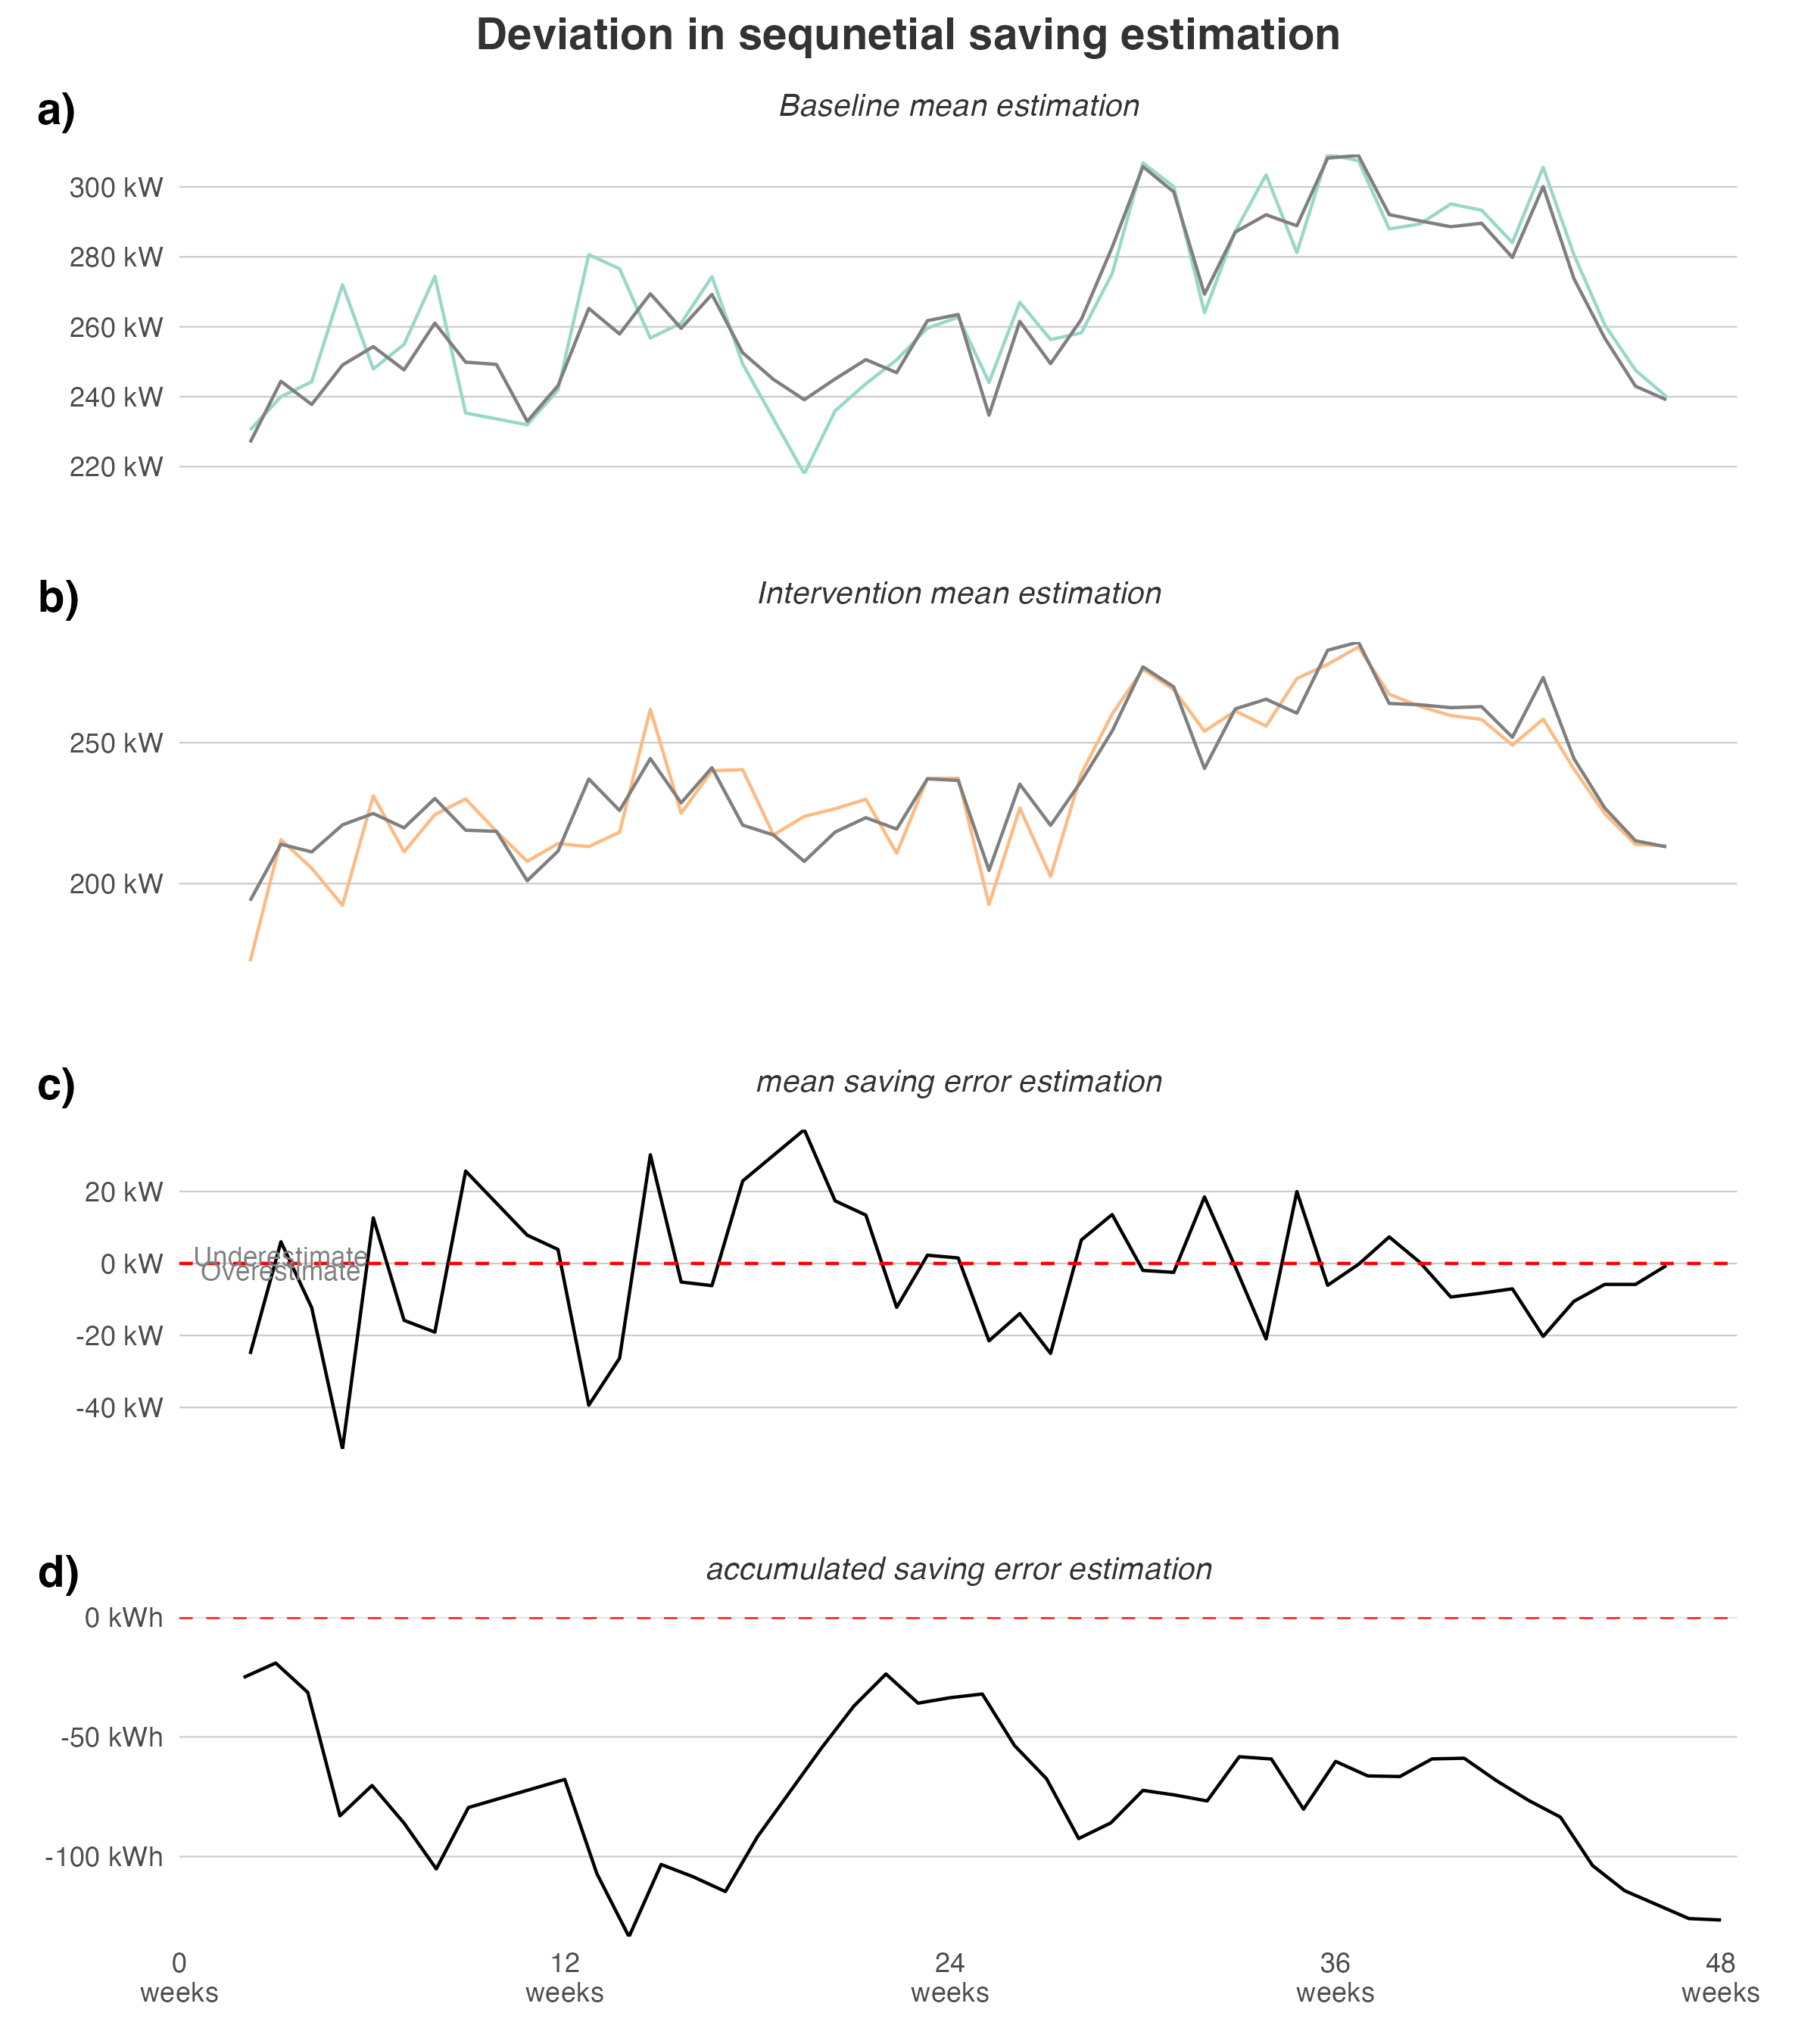 Deviation in sequnetial saving estimation
a)
Baseline mean estimation
300 kW
280 kW
260 kW
240 kW
220 kW
b)
Intervention mean estimation
250 kW
200 kW
c)
mean saving error estimation
20 kW
Underestimate
0 kW
Overestimate
-20 kW
-40 kW
d)
accumulated saving error estimation
0 kWh
-50 kWh
-100 kWh
0 12 24 36 48
weeks weeks weeks weeks weeks